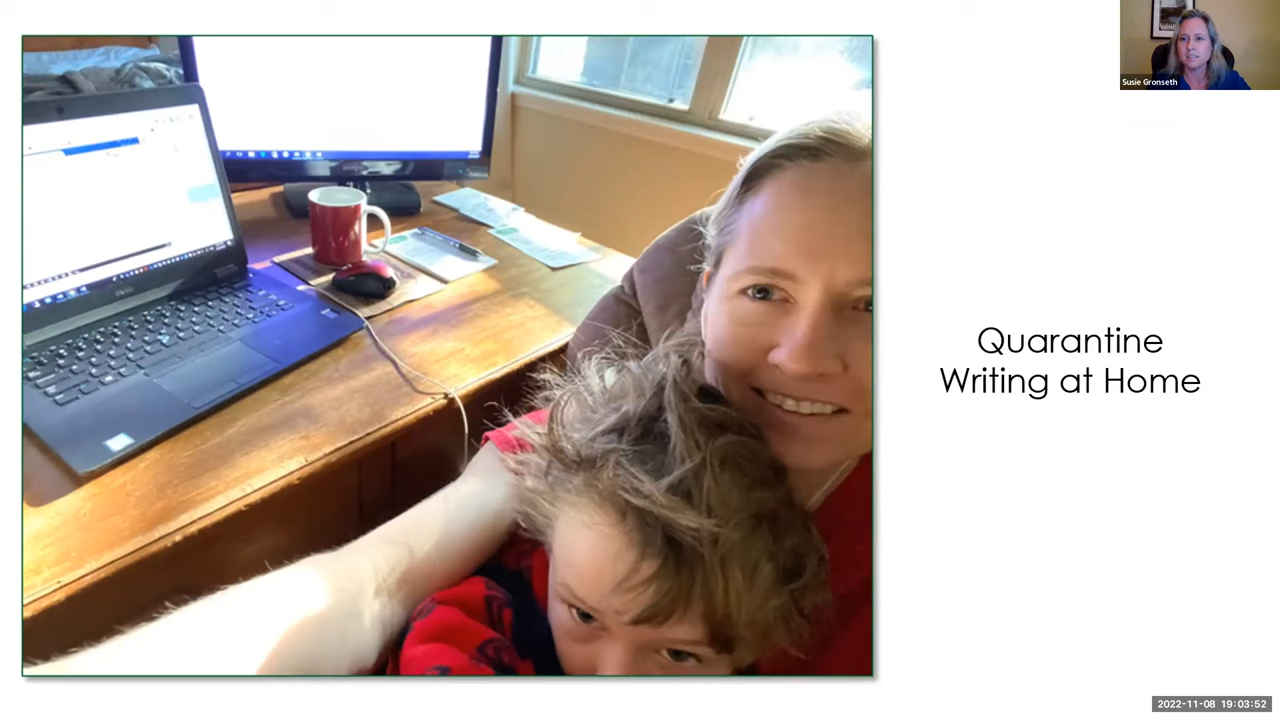 Susie Gronseth
Quarantine
Writing at Home
2022-11-08 19:03:52